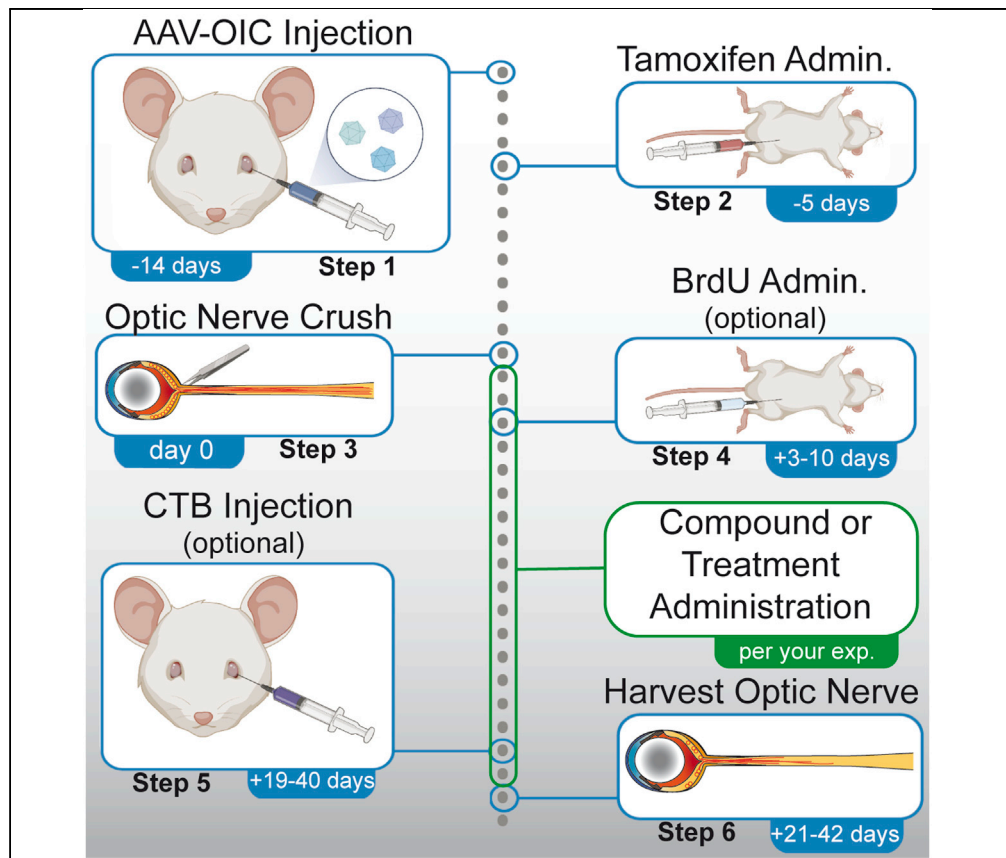 AAV-OIC Injection
-14 days
Step 1
Tamoxifen Admin.
Step 2
-5 days
Optic Nerve Crush
day 0
Step 3
BrdU Admin.
(optional)
Step 4
+3-10 days
CTB Injection
(optional)
Step 5
+19-40 days
Compound or
Treatment
Administration
per your exp.
Harvest Optic Nerve
Step 6
+21-42 days